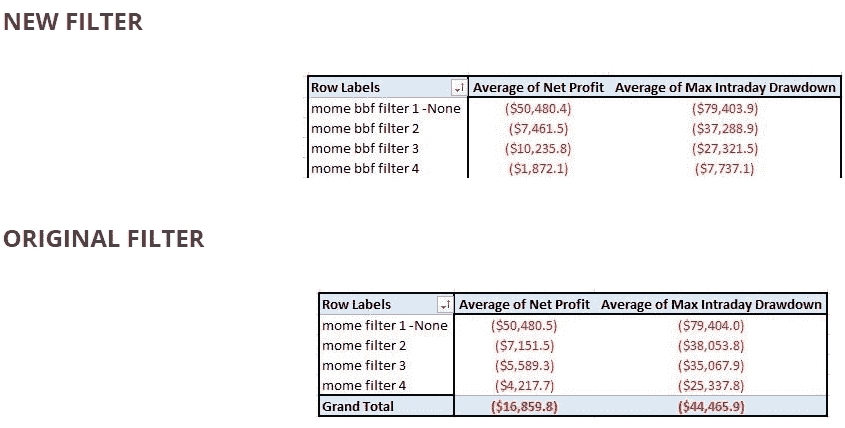 NEW FILTER
Row Labels Average of Net Profit Average of Max Intraday Drawdown
mome bbf filter 1 -None ($50,480.4) ($79,403.9)
mome bbf filter 2 ($7,461.5) ($37,288.9)
mome bbf filter 3 ($10,235.8) ($27,321.5)
mome bbf filter 4 ($1,872.1) ($7,737.1)
ORIGINAL FILTER
Row Labels Average of Net Profit Average of Max Intraday Drawdown
mome filter 1 -None ($50,480.5) ($79,404.0)
mome filter 2 ($7,151.5) ($38,053.8)
mome filter 3 ($5,589.3) ($35,067.9)
mome filter 4 ($4,217.7) ($25,337.8)
Grand Total ($16,859.8) ($44,465.9)